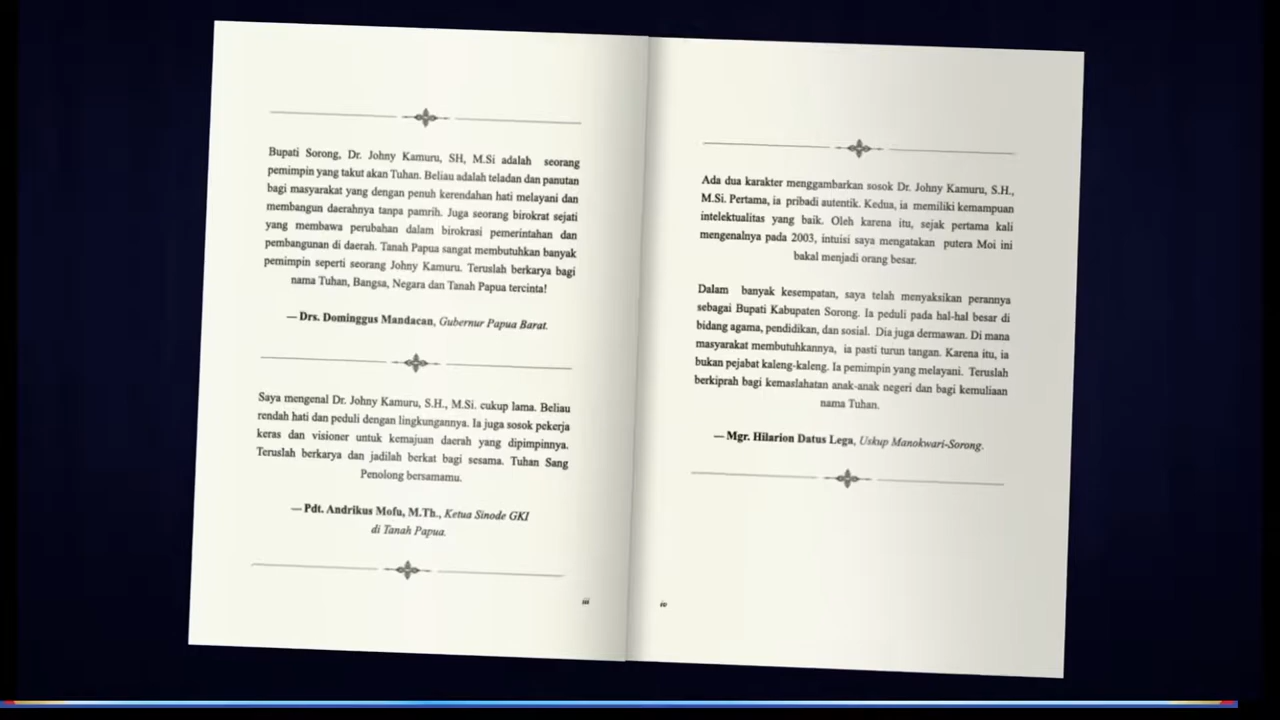 Bupati Sorong, Dr. Johny Kamuru, SH, M.Si adalah seorang
pemimpin yang takut akan Tuhan. Beliau adalah teladan dan panutan
bagi masyarakat yang dengan penuh kerendahan hati melayani dan
membangun daerahnya tanpa pamrih. Juga seorang birokrat sejati
yang membawa perubahan dalam birokrasi pemerintahan dan
pembangunan di daerah. Tanah Papua sangat membutuhkan banyak
pemimpin seperti seorang Johny Kamuru. Teruslah berkarya bagi
nama Tuhan, Bangsa, Negara dan Tanah Papua tercinta!
— Drs. Dominggus Mandacan, Gubernur Papua Barat.
Saya mengenal Dr. Johny Kamuru, S.H., M.Si. cukup lama. Beliau
rendah hati dan peduli dengan lingkungannya. Ia juga sosok pekerja
keras dan visioner untuk kemajuan daerah yang dipimpinnya.
Teruslah berkarya dan jadilah berkat bagi sesama. Tuhan Sang
Penolong bersamamu.
— Pdt. Andrikus Mofu, M.Th., Ketua Sinode GKI
di Tanah Papua.
iii
Ada dua karakter menggambarkan sosok Dr. Johny Kamuru, S.H.,
M.Si. Pertama, ia pribadi autentik. Kedua, ia memiliki kemampuan
intelektualitas yang baik. Oleh karena itu, sejak pertama kali
mengenalnya pada 2003, intuisi saya mengatakan putera Moi ini
bakal menjadi orang besar.
Dalam banyak kesempatan, saya telah menyaksikan perannya
sebagai Bupati Kabupaten Sorong. Ia peduli pada hal-hal besar di
bidang agama, pendidikan, dan sosial. Dia juga dermawan. Di mana
masyarakat membutuhkannya, ia pasti turun tangan. Karena itu, ia
bukan pejabat kaleng-kaleng. Ia pemimpin yang melayani. Teruslah
berkiprah bagi kemaslahatan anak-anak negeri dan bagi kemuliaan
nama Tuhan.
— Mgr. Hilarion Datus Lega, Uskup Manokwari-Sorong.
iv